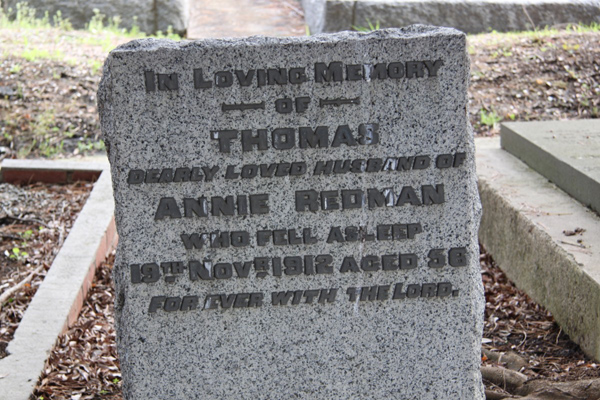 IN LOVING MEMORY
OF
THOMAS
DEARLY LOVED HUSBAND OF
ANNIE REDMAN
WHO FELL ASLEEP
19TH NOVR 1912 AGED 56
FOR EVER WITH THE LORD.